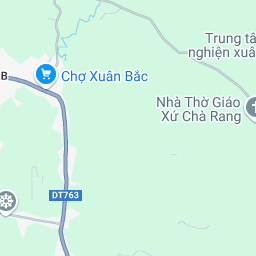 Trung tâ
nghiện xuâ
B
Chợ Xuân Bắc
Nhà Thờ Giáo
Xứ Chà Rang
DT763